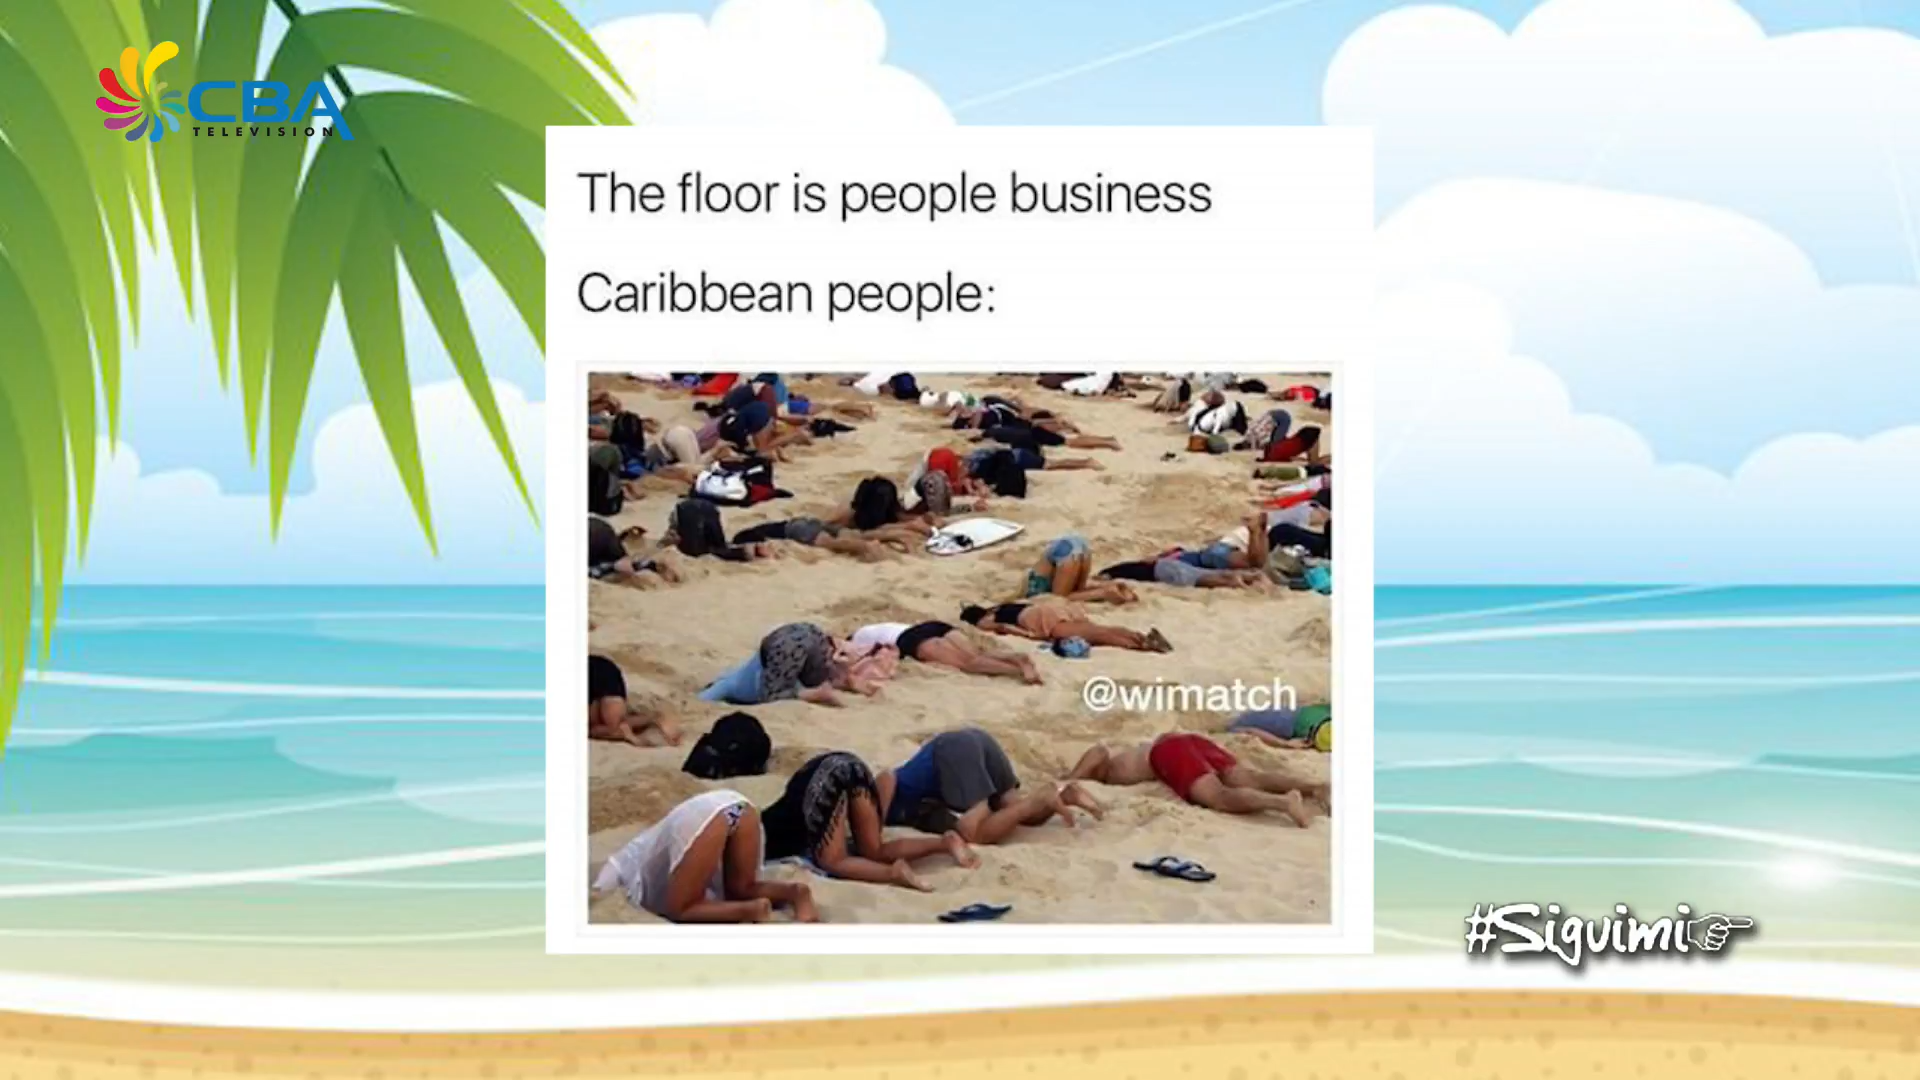 CBA
TELEVISION
The floor is people business
Caribbean people:
@wimatch
#Siguimi